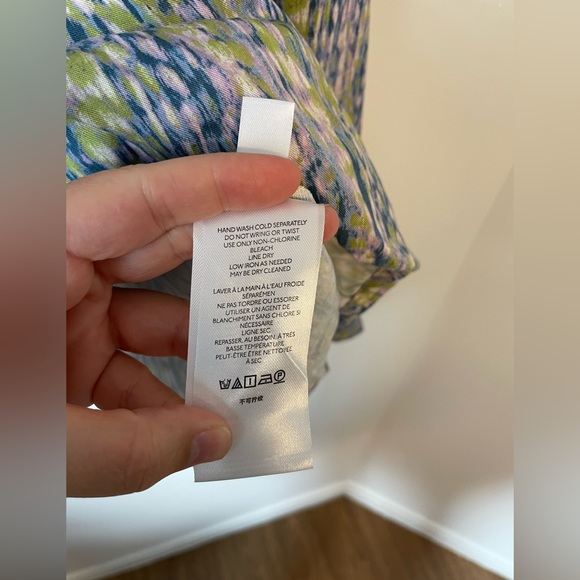 HAND WASH COLD SEPARATELY
DO NOT WRING OR TWIST
USE ONLY NON-CHLORINE
BLEACH
LINE DRY
LOW IRON AS NEEDED
MAY BE DRY CLEANED
LAVER À LA MAIN À L'EAU FROIDE
SÉPARÉMEN
NE PAS TORDRE OU ESSORER
UTILISER UN AGENT DE
BLANCHIMENT SANS CHLORE SI
NÉCESSAIRE
LIGNE SEC.
REPASSER, AU BESOIN, À TRÈS
BASSE TEMPÉRATURE
PEUT-ÊTRE ÊTRE NETTOYEZ
À SEC
P
不可拧绞